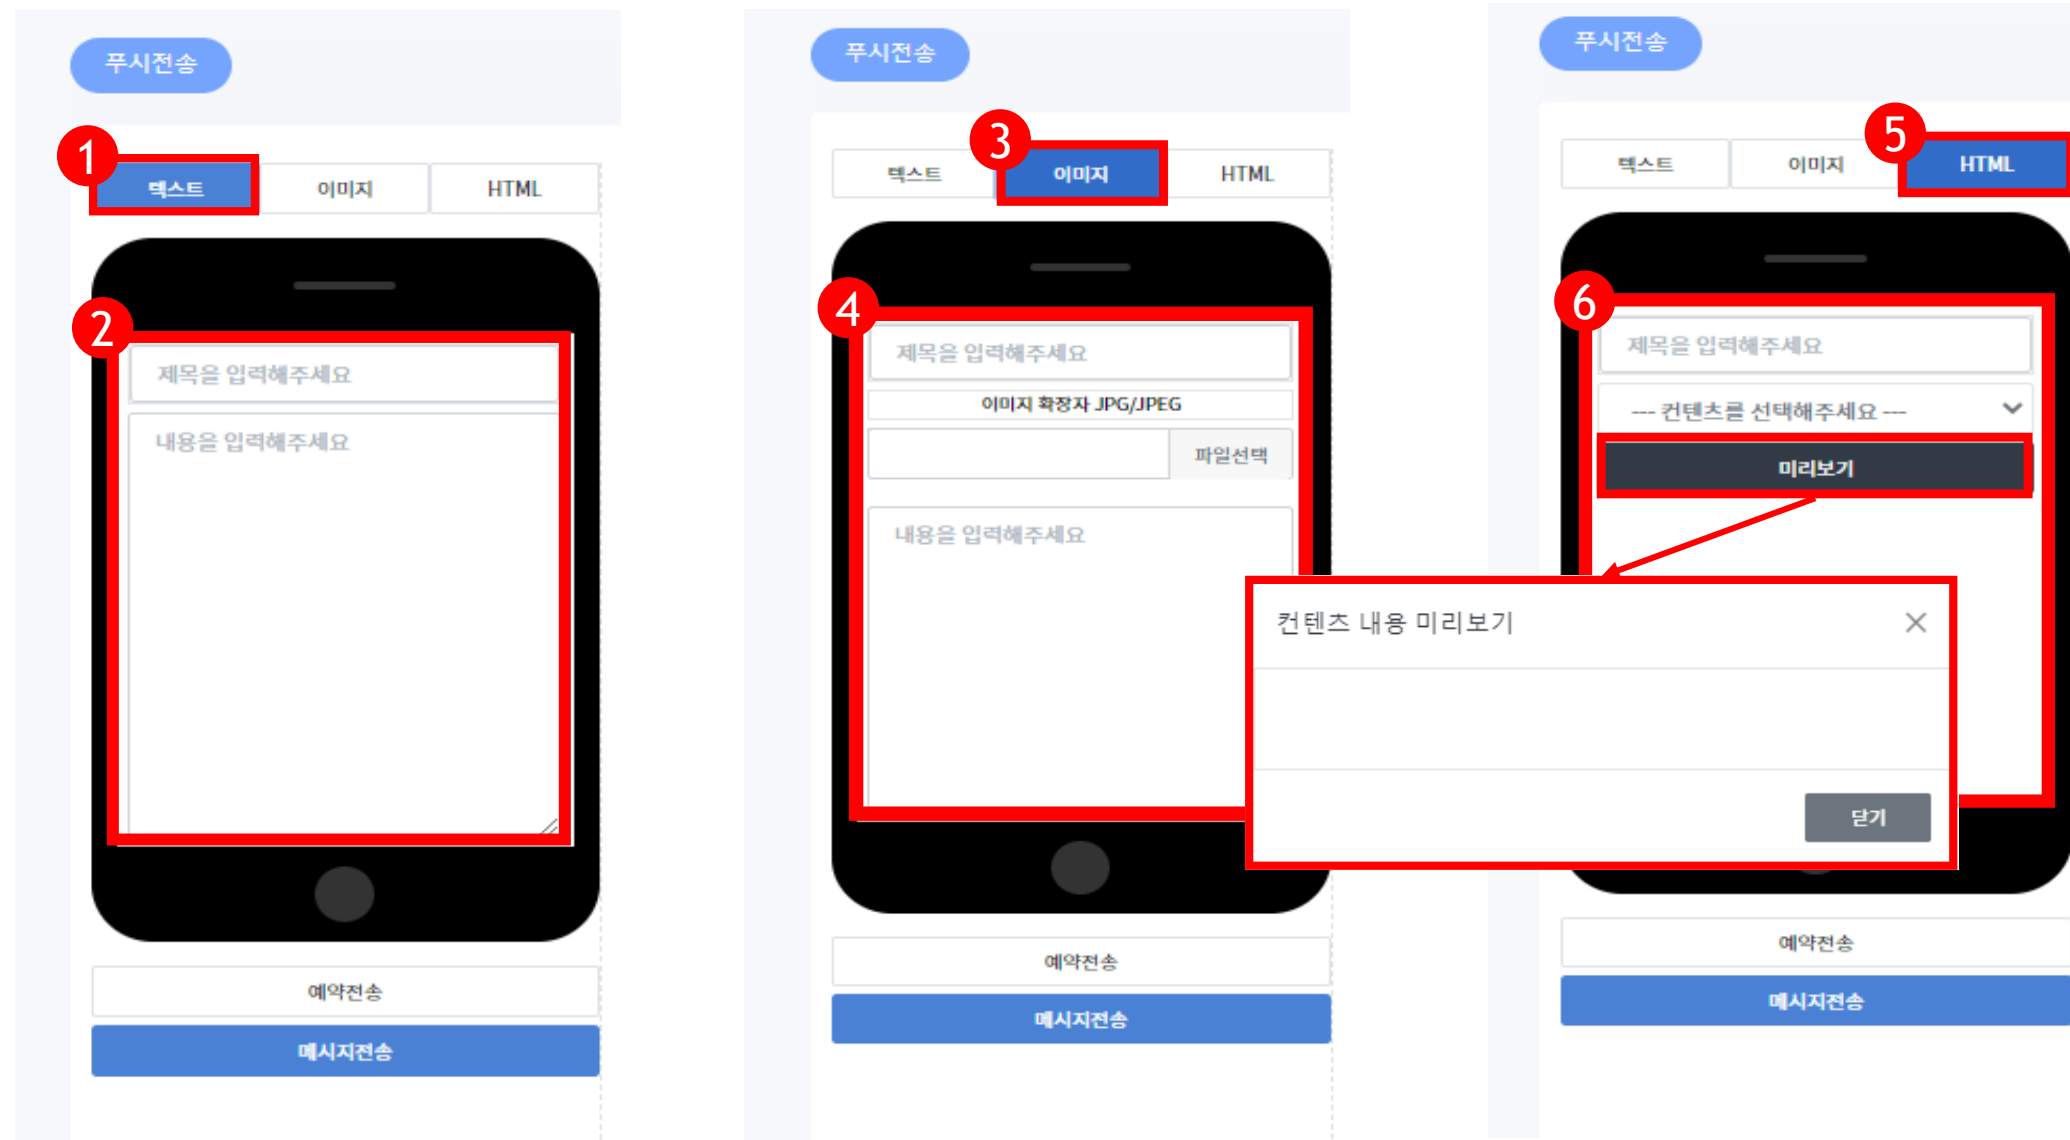 푸시전송
1
텍스트
이미지
HTML
2
제목을 입력해주세요
내용을 입력해주세요
예약전송
메시지전송
푸시전송
3
텍스트
이미지
HTML
4
제목을 입력해주세요
이미지 확장자 JPG/JPEG
파일선택
내용을 입력해주세요
예약전송
메시지전송
푸시전송
5
텍스트
이미지
HTML
6
제목을 입력해주세요
--- 컨텐츠를 선택해주세요 ---
미리보기
컨텐츠 내용 미리보기
닫기
예약전송
메시지전송